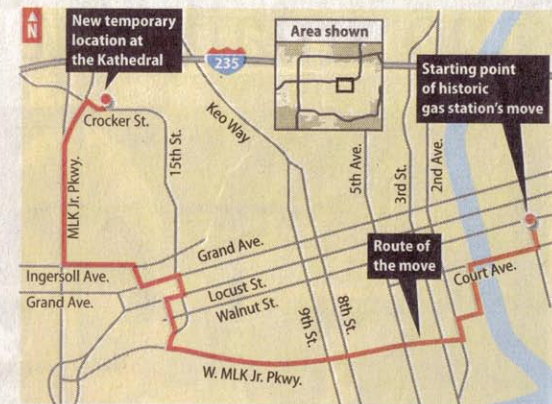 N
New temporary
location at
the Kathedral
235
Area shown
Starting point
of historic
gas station's move
Crocker St.
Keo Way
15th St.
MLK Jr. Pkwy.
5th Ave.
3rd St.
2nd Ave.
Grand Ave.
Route of
the move
Ingersoll Ave.
Grand Ave.
Locust St.
Walnut St.
Court Ave.
9th St.
8th St.
W. MLK Jr. Pkwy.